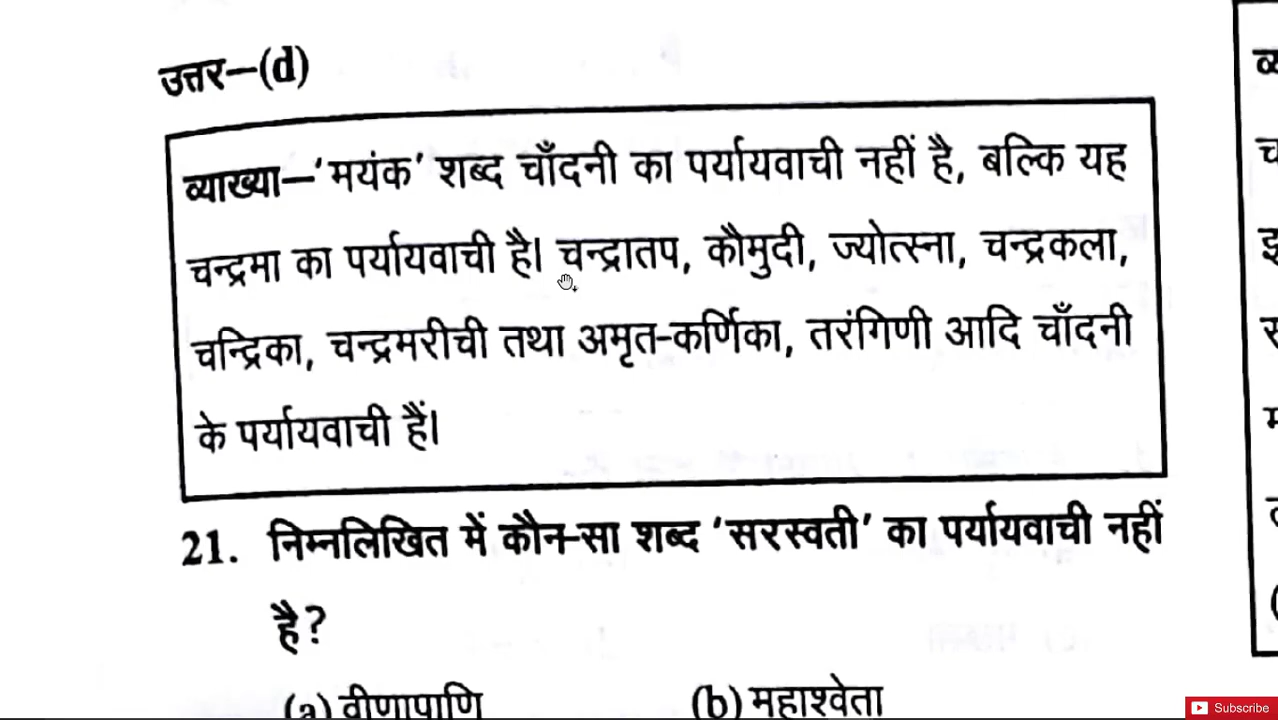 उत्तर–(d)
व्याख्या–'मयंक' शब्द चाँदनी का पर्यायवाची नहीं है, बल्कि यह
चन्द्रमा का पर्यायवाची है। चन्द्रातप, कौमुदी, ज्योत्स्ना, चन्द्रकला,
चन्द्रिका, चन्द्रमरीची तथा अमृत-कर्णिका, तरंगिणी आदि चाँदनी
के पर्यायवाची हैं।
21. निम्नलिखित में कौन-सा शब्द 'सरस्वती' का पर्यायवाची नहीं
है?
(a) वीणापाणि (b) महाश्वेता
Subscribe